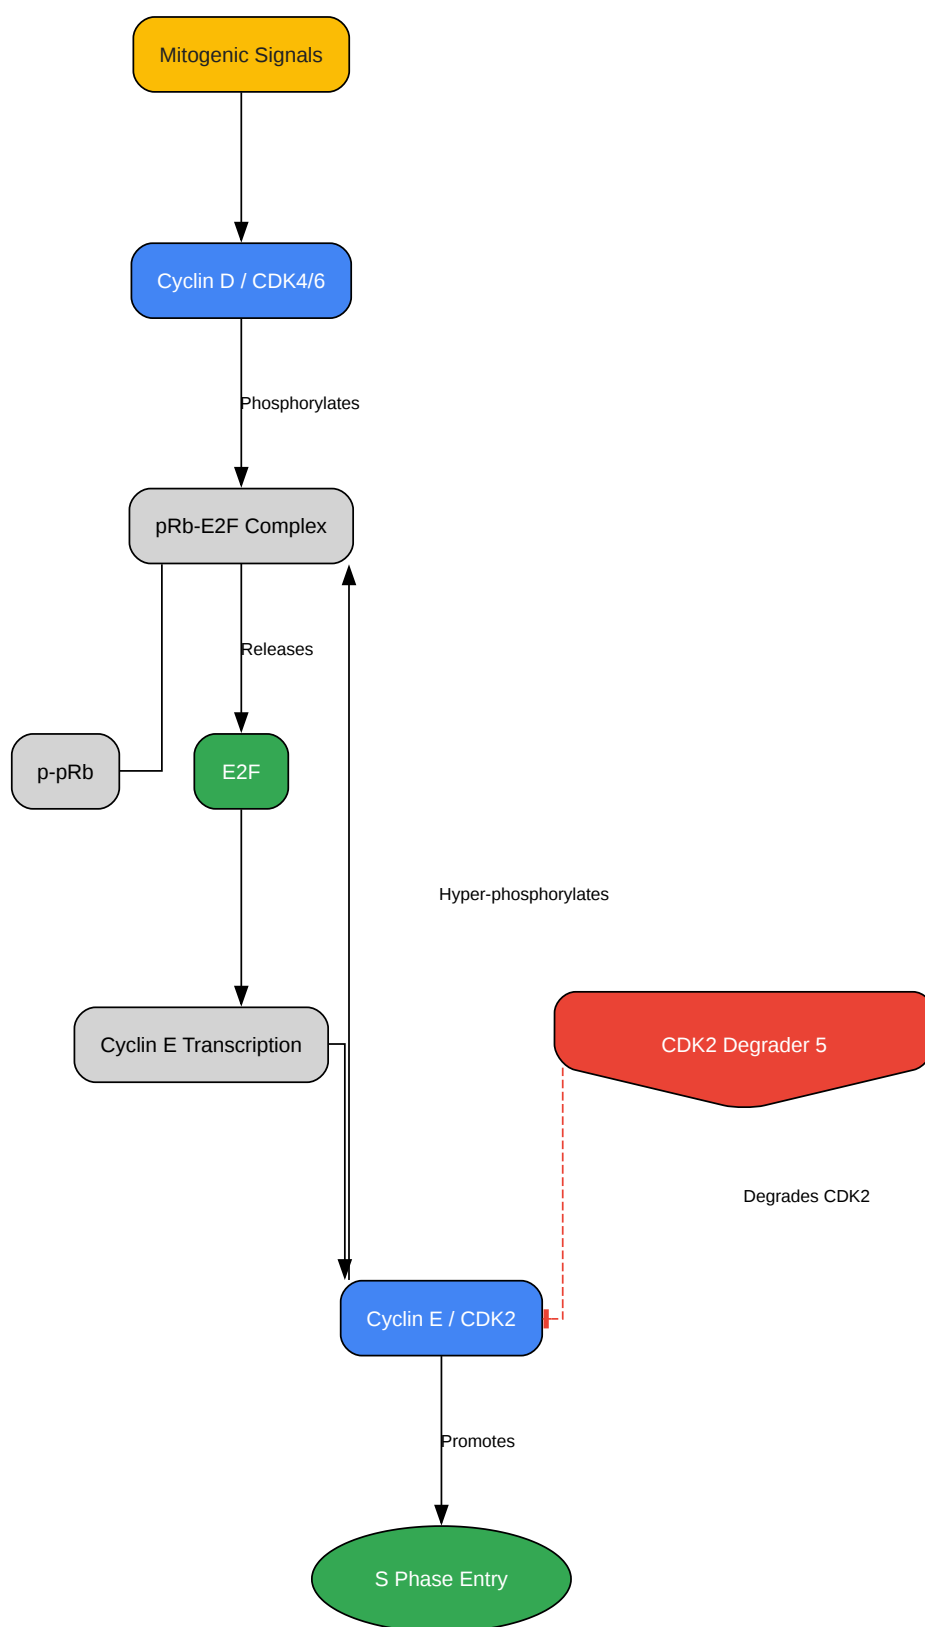 Mitogenic Signals
Cyclin D / CDK4/6
Phosphorylates
pRb-E2F Complex
Releases
p-pRb
E2F
Hyper-phosphorylates
Cyclin E Transcription
CDK2 Degrader 5
Degrades CDK2
Cyclin E / CDK2
Promotes
S Phase Entry